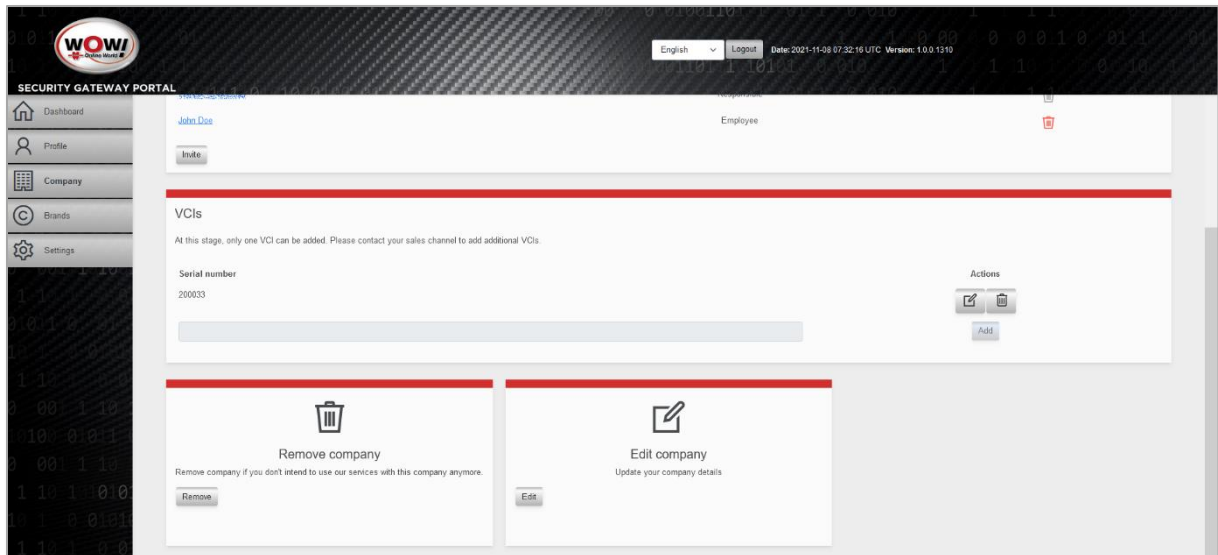 WOW!
Online World
English
Logout
Date: 2021-11-08 07:32:16 UTC Version: 1.0.0.1310
SECURITY GATEWAY PORTAL
Dashboard
Profile
Company
Brands
Settings
John Doe Employee
Invite
VCIs
At this stage, only one VCI can be added. Please contact your sales channel to add additional VCIs.
Serial number Actions
200033
Add
Remove company
Remove company if you don't intend to use our services with this company anymore.
Remove
Edit company
Update your company details
Edit